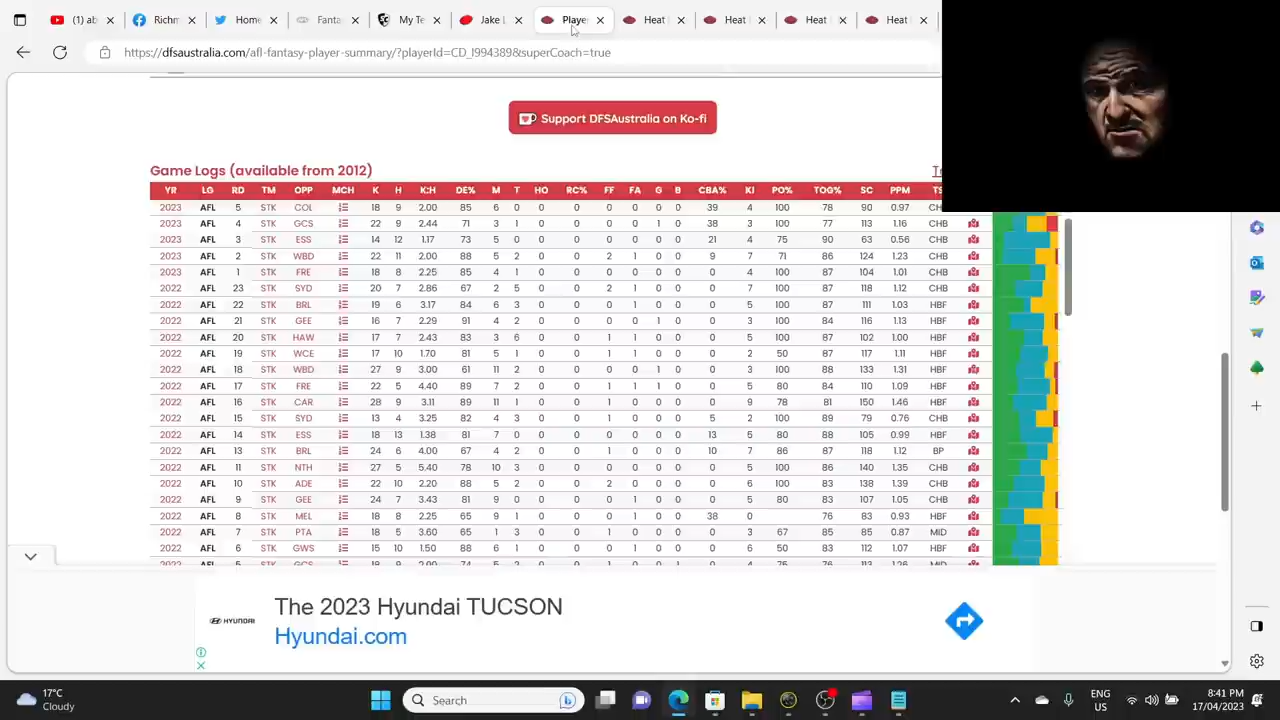 (1) ab Richm Home Fanta My Te Jake L Playe Heat Heat Heat Heat
https://dfsaustralia.com/afl-fantasy-player-summary/?playerId=CD_I994389&superCoach=true
Support DFSAustralia on Ko-fi
Game Logs (available from 2012)
YR LG RD TM OPP MCH K H K:H DE% M T HO RC% FF FA G B CBA% KI PO% TOG% SC PPM TS
2023 AFL 5 STK COL 18 9 2.00 85 6 0 0 0 0 0 0 0 39 4 100 78 90 0.97 CH
2023 AFL 4 STK GCS 22 9 2.44 71 3 1 0 0 0 0 1 0 38 3 100 77 113 1.16 CHB
2023 AFL 3 STK ESS 14 12 1.17 73 5 0 0 0 0 0 0 0 21 4 75 90 63 0.56 CHB
2023 AFL 2 STK WBD 22 11 2.00 88 5 2 0 0 2 1 0 0 9 7 71 86 124 1.23 CHB
2023 AFL 1 STK FRE 18 8 2.25 85 4 1 0 0 0 0 0 0 0 4 100 87 104 1.01 CHB
2022 AFL 23 STK SYD 20 7 2.86 67 2 5 0 0 2 1 0 0 0 7 100 87 118 1.12 CHB
2022 AFL 22 STK BRL 19 6 3.17 84 6 3 0 0 0 0 0 0 0 5 100 87 111 1.03 HBF
2022 AFL 21 STK GEE 16 7 2.29 91 4 2 0 0 0 0 1 0 0 3 100 84 116 1.13 HBF
2022 AFL 20 STK HAW 17 7 2.43 83 3 6 0 0 1 1 0 0 0 5 100 87 102 1.00 HBF
2022 AFL 19 STK WCE 17 10 1.70 81 5 1 0 0 0 1 0 0 0 2 50 87 117 1.11 HBF
2022 AFL 18 STK WBD 27 9 3.00 61 11 2 0 0 0 0 1 0 0 3 100 88 133 1.31 HBF
2022 AFL 17 STK FRE 22 5 4.40 89 7 2 0 0 1 1 1 0 0 5 80 84 110 1.09 HBF
2022 AFL 16 STK CAR 28 9 3.11 89 11 1 0 0 1 0 0 0 0 9 78 81 150 1.46 HBF
2022 AFL 15 STK SYD 13 4 3.25 82 4 3 0 0 1 0 0 0 5 2 100 89 79 0.76 CHB
2022 AFL 14 STK ESS 18 13 1.38 81 7 0 0 0 0 1 0 0 13 5 80 88 105 0.99 HBF
2022 AFL 13 STK BRL 24 6 4.00 67 4 2 0 0 1 0 0 0 10 7 86 87 118 1.12 BP
2022 AFL 11 STK NTH 27 5 5.40 78 10 3 0 0 0 0 0 0 0 5 100 86 140 1.35 CHB
2022 AFL 10 STK ADE 22 10 2.20 88 5 2 0 0 2 0 0 0 0 6 100 83 138 1.39 CHB
2022 AFL 9 STK GEE 24 7 3.43 81 9 0 0 0 0 1 0 0 0 5 80 83 107 1.05 CHB
2022 AFL 8 STK MEL 18 8 2.25 65 9 1 0 0 0 1 0 0 38 0 76 83 0.93 HBF
2022 AFL 7 STK PTA 18 5 3.60 65 1 3 0 0 1 0 0 0 0 3 67 85 85 0.87 MID
2022 AFL 6 STK GWS 15 10 1.50 88 6 1 0 0 0 1 0 0 0 6 50 83 112 1.07 HBF
The 2023 Hyundai TUCSON
HYUNDAI
Hyundai.com
17°C
Cloudy
Search
ENG
US
8:41 PM
17/04/2023